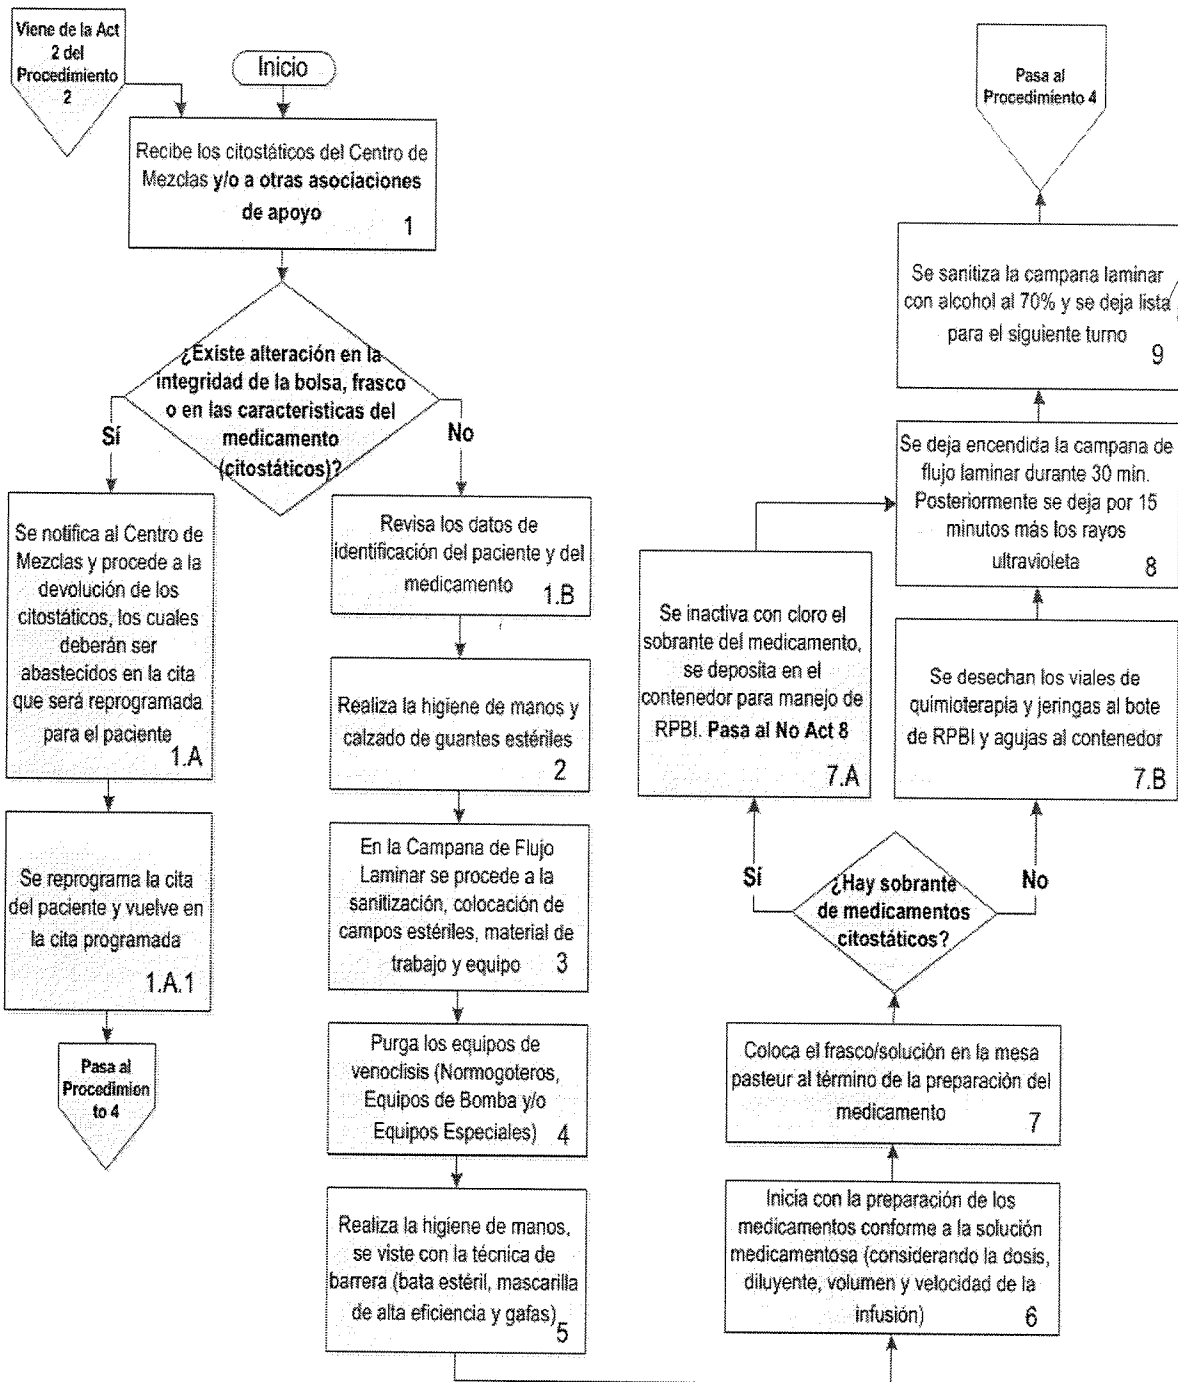 Viene de la Act
2 del
Procedimiento
2
Inicio
Recibe los citostáticos del Centro de
Mezclas y/o a otras asociaciones
de apoyo
1
¿Existe alteración en la
integridad de la bolsa, frasco
o en las características del
medicamento
(citostáticos)?
Sí
No
Se notifica al Centro de
Mezclas y procede a la
devolución de los
citostáticos, los cuales
deberán ser
abastecidos en la cita
que será reprogramada
para el paciente
1.A
Se reprograma la cita
del paciente y vuelve en
la cita programada
1.A.1
Pasa al
Procedimien
to 4
Revisa los datos de
identificación del paciente y del
medicamento
1.B
Realiza la higiene de manos y
calzado de guantes estériles
2
En la Campana de Flujo
Laminar se procede a la
sanitización, colocación de
campos estériles, material de
trabajo y equipo
3
Purga los equipos de
venoclisis (Normogoteros,
Equipos de Bomba y/o
Equipos Especiales)
4
Realiza la higiene de manos,
se viste con la técnica de
barrera (bata estéril, mascarilla
de alta eficiencia y gafas)
5
Inicia con la preparación de los
medicamentos conforme a la solución
medicamentosa (considerando la dosis,
diluyente, volumen y velocidad de la
infusión)
6
Coloca el frasco/solución en la mesa
pasteur al término de la preparación del
medicamento
7
¿Hay sobrante
de medicamentos
citostáticos?
Sí
No
Se inactiva con cloro el
sobrante del medicamento,
se deposita en el
contenedor para manejo de
RPBI. Pasa al No Act 8
7.A
Se desechan los viales de
quimioterapia y jeringas al bote
de RPBI y agujas al contenedor
7.B
Se deja encendida la campana de
flujo laminar durante 30 min.
Posteriormente se deja por 15
minutos más los rayos
ultravioleta
8
Se sanitiza la campana laminar
con alcohol al 70% y se deja lista
para el siguiente turno
9
Pasa al
Procedimiento 4